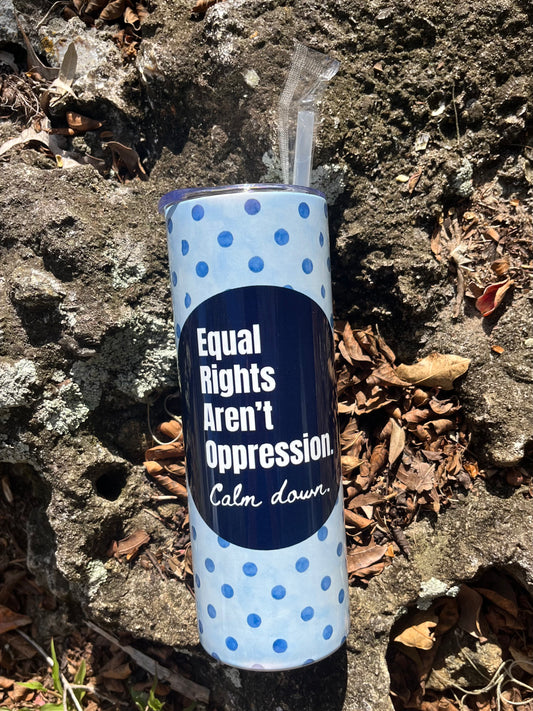 Equal
Rights
Aren't
Oppression.
Calm down.